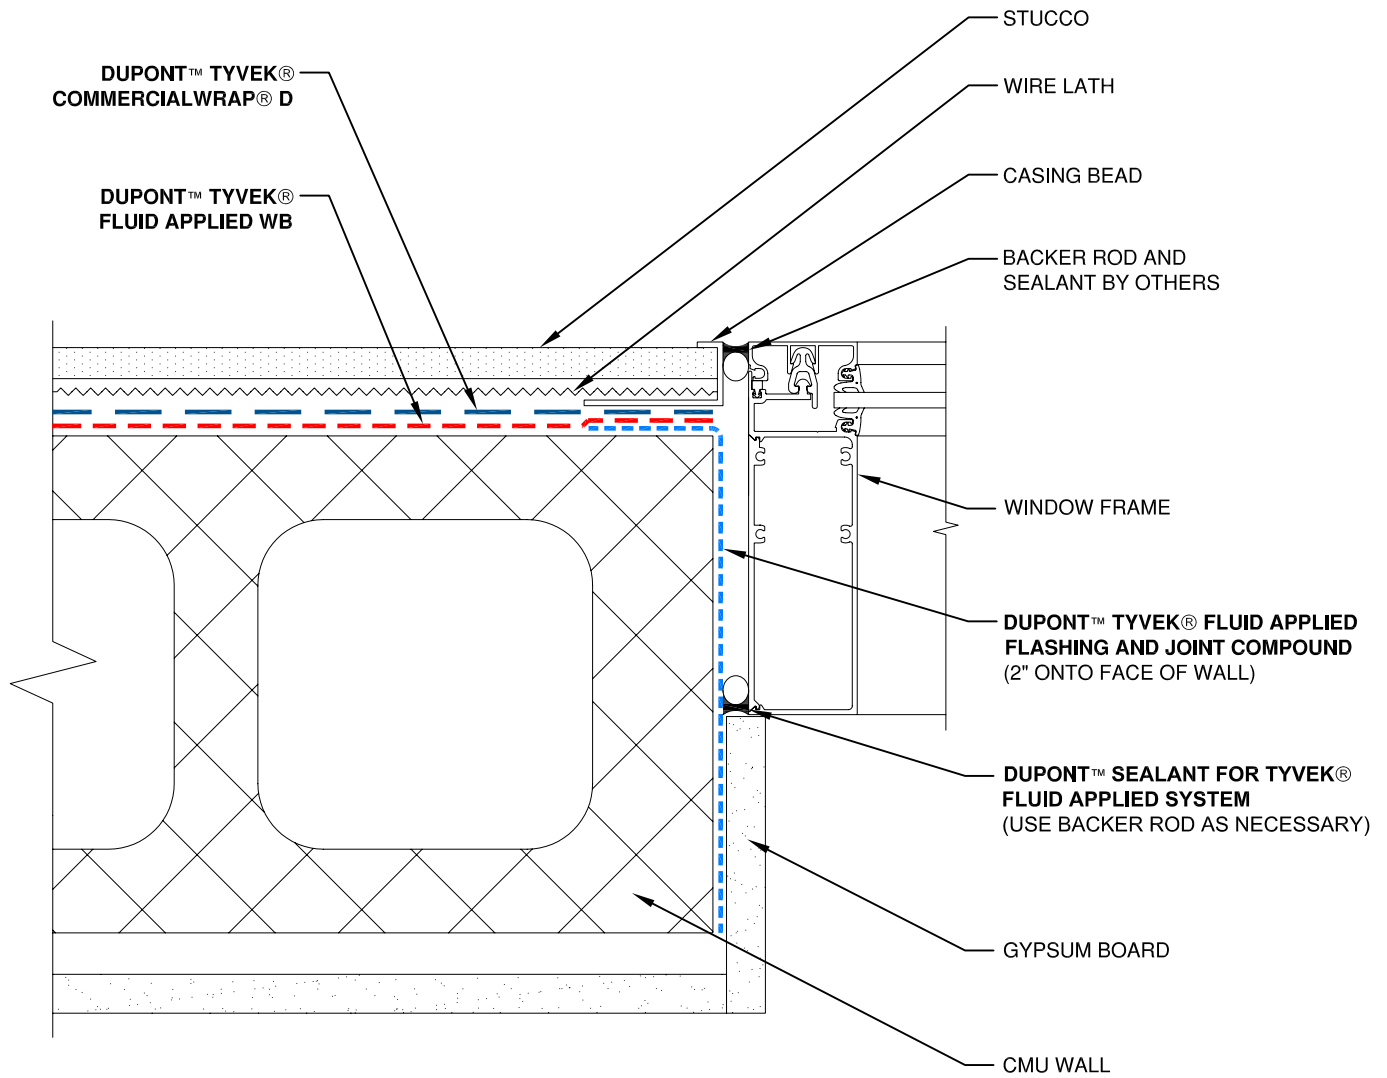 STUCCO
DUPONT™ TYVEK®
COMMERCIALWRAP® D
WIRE LATH
CASING BEAD
DUPONT™ TYVEK®
FLUID APPLIED WB
BACKER ROD AND
SEALANT BY OTHERS
WINDOW FRAME
DUPONT™ TYVEK® FLUID APPLIED
FLASHING AND JOINT COMPOUND
(2" ONTO FACE OF WALL)
DUPONT™ SEALANT FOR TYVEK®
FLUID APPLIED SYSTEM
(USE BACKER ROD AS NECESSARY)
GYPSUM BOARD
CMU WALL